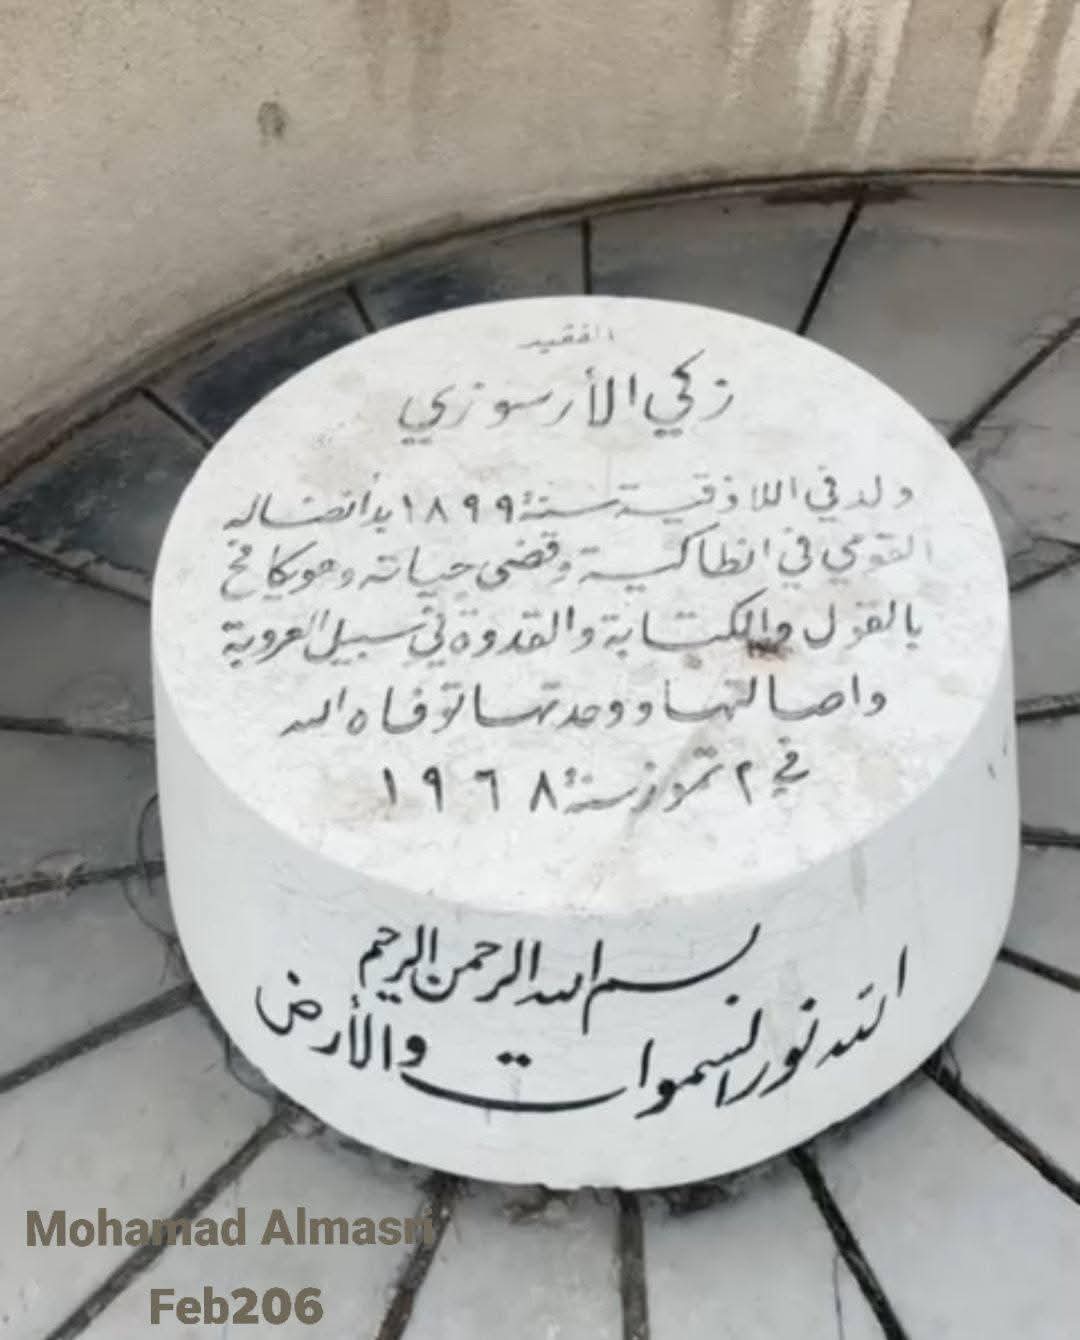 الفقيد
زكي الأرسوزي
ولد في اللاذقية سنة ١٨٩٩ بدأ نضاله
القومي في انطاكية وقضى حياته وهو يكافح
بالقول والكتابة والقدوة في سبيل العروبة
واصالتها ووحدتها توفاه الله
في ٢ تموز سنة ١٩٦٨
بسم الله الرحمن الرحيم
الله نور السموات والأرض
Mohamad Almasri
Feb206